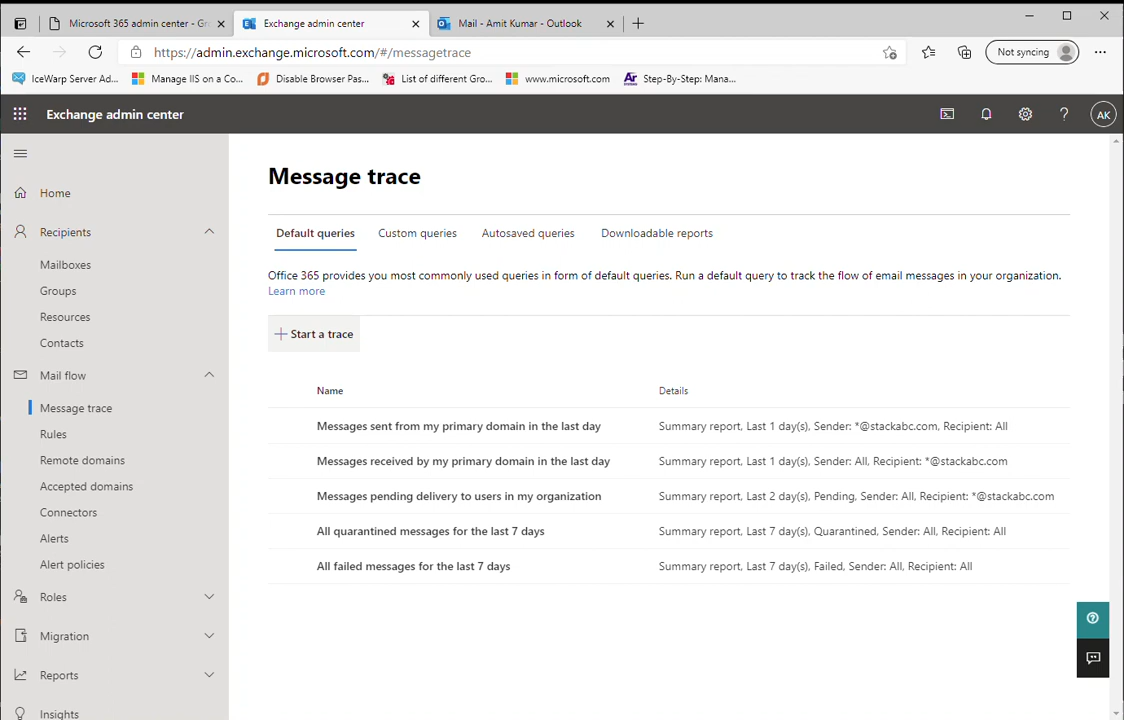 Microsoft 365 admin center - Gr
Exchange admin center
Mail - Amit Kumar - Outlook
https://admin.exchange.microsoft.com/#/messagetrace
Not syncing
IceWarp Server Ad...
Manage IIS on a Co...
Disable Browser Pas...
List of different Gro...
www.microsoft.com
Step-By-Step: Mana...
Exchange admin center
AK
Home
Recipients
Mailboxes
Groups
Resources
Contacts
Mail flow
Message trace
Rules
Remote domains
Accepted domains
Connectors
Alerts
Alert policies
Roles
Migration
Reports
Insights
Message trace
Default queries
Custom queries
Autosaved queries
Downloadable reports
Office 365 provides you most commonly used queries in form of default queries. Run a default query to track the flow of email messages in your organization.
Learn more
Start a trace
Name Details
Messages sent from my primary domain in the last day Summary report, Last 1 day(s), Sender: *@stackabc.com, Recipient: All
Messages received by my primary domain in the last day Summary report, Last 1 day(s), Sender: All, Recipient: *@stackabc.com
Messages pending delivery to users in my organization Summary report, Last 2 day(s), Pending, Sender: All, Recipient: *@stackabc.com
All quarantined messages for the last 7 days Summary report, Last 7 day(s), Quarantined, Sender: All, Recipient: All
All failed messages for the last 7 days Summary report, Last 7 day(s), Failed, Sender: All, Recipient: All